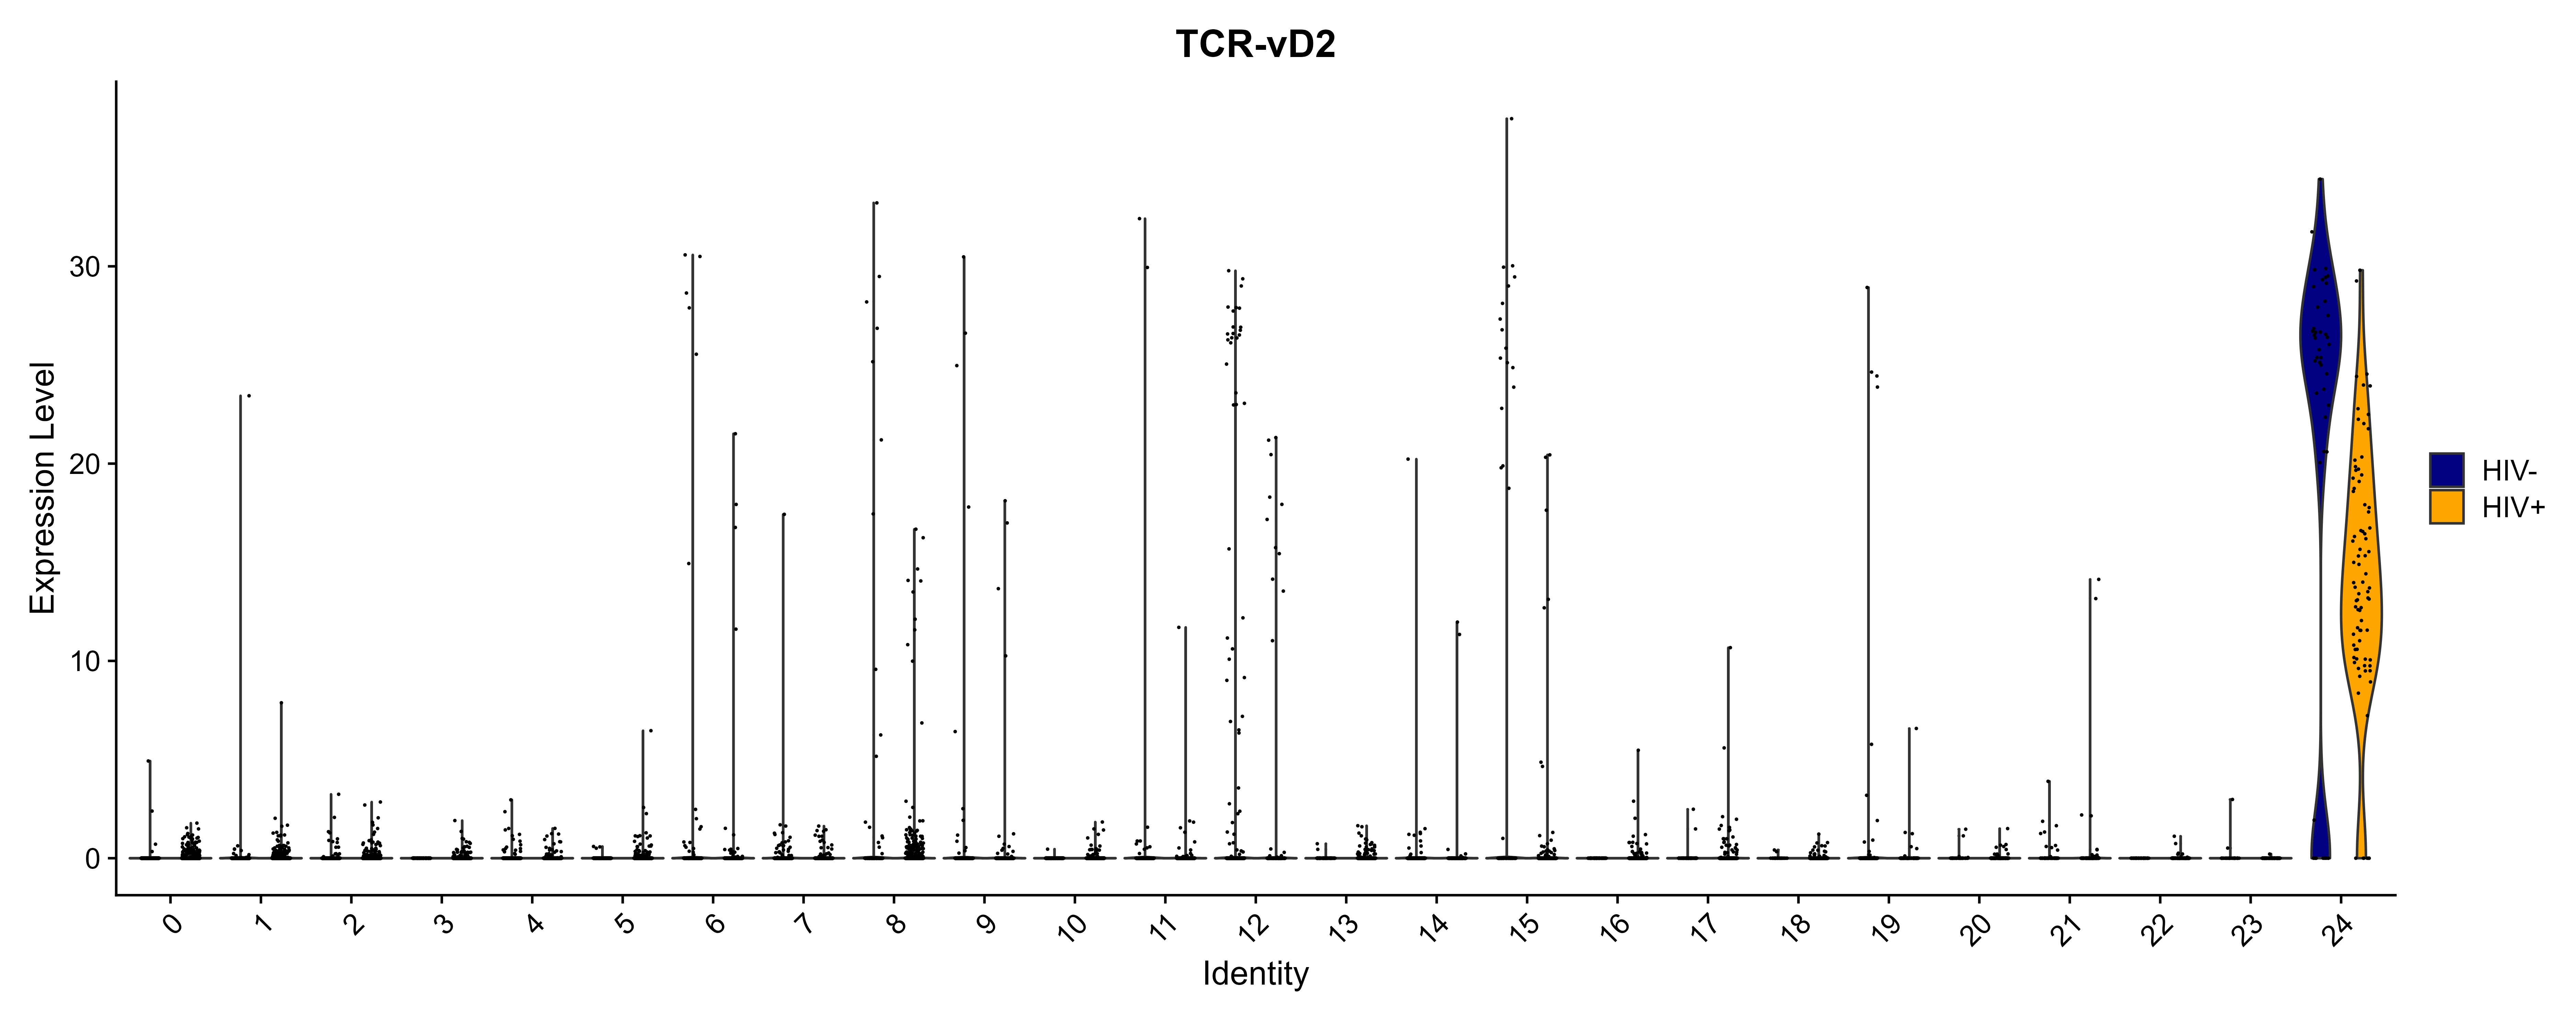 TCR-vD2
Expression Level
30
20
10
0
0 1 2 3 4 5 6 7 8 9 10 11 12 13 14 15 16 17 18 19 20 21 22 23 24
Identity
HIV-
HIV+